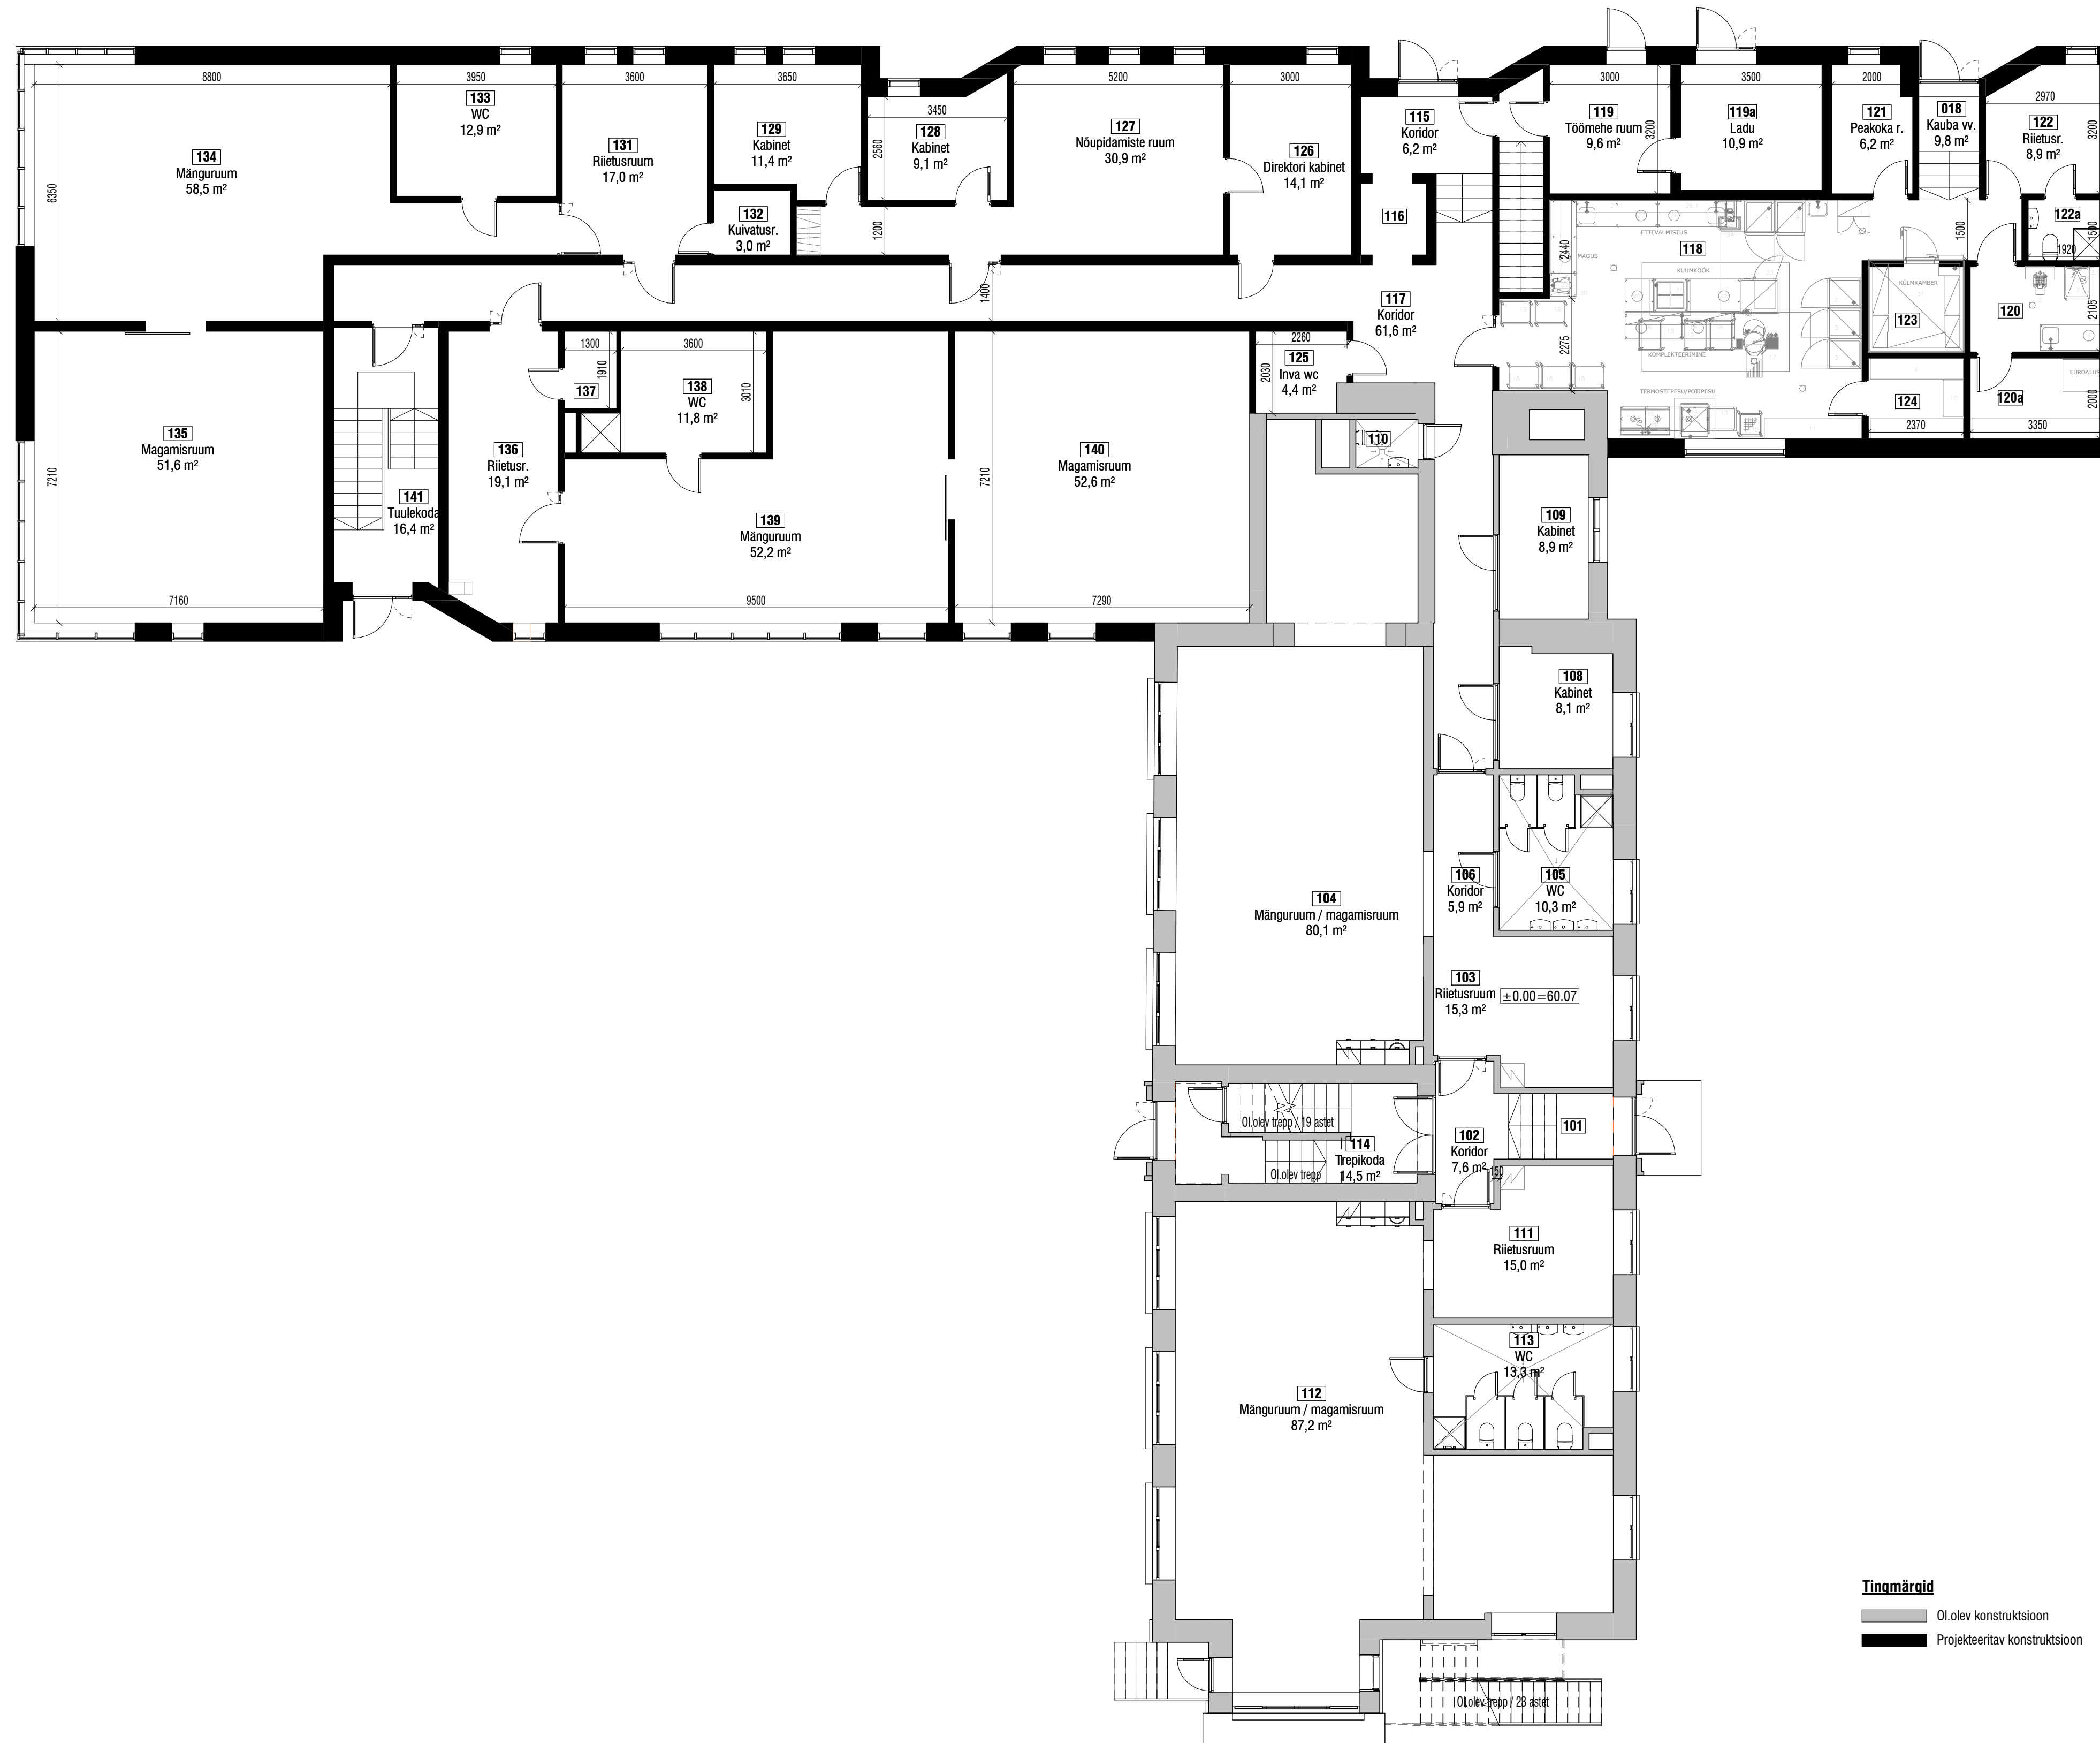 8800
3950
3600
3650
5200
3000
3000
3500
2000
2970
133
WC
12,9 m²
131
Riietusruum
17,0 m²
129
Kabinet
11,4 m²
3450
128
Kabinet
9,1 m²
2560
1200
127
Nõupidamiste ruum
30,9 m²
126
Direktori kabinet
14,1 m²
115
Koridor
6,2 m²
116
119
Töömehe ruum
9,6 m²
3200
119a
Ladu
10,9 m²
121
Peakoka r.
6,2 m²
018
Kauba vv.
9,8 m²
122
Riietusr.
8,9 m²
3200
134
Mänguruum
58,5 m²
6350
132
Kuivatusr.
3,0 m²
122a
1500
1920
1500
ETTEVALMISTUS
MAGUS
118
KUUMKÖÖK
KOMPLEKTEERIMINE
TERMOSTEPESU/POTIPESU
2440
2275
KÜLMKAMBER
123
120
2105
EUROALUS
120a
2000
3350
124
2370
1400
117
Koridor
61,6 m²
2260
125
Inva wc
4,4 m²
2030
1300
1910
137
3600
138
WC
11,8 m²
3010
135
Magamisruum
51,6 m²
7210
7160
141
Tuulekoda
16,4 m²
136
Riietusr.
19,1 m²
139
Mänguruum
52,2 m²
9500
140
Magamisruum
52,6 m²
7210
7290
110
109
Kabinet
8,9 m²
108
Kabinet
8,1 m²
104
Mänguruum / magamisruum
80,1 m²
106
Koridor
5,9 m²
105
WC
10,3 m²
103
Riietusruum
15,3 m²
±0.00=60.07
Ol.olev trepp / 19 astet
Ol.olev trepp
114
Trepikoda
14,5 m²
102
Koridor
7,6 m²
150
101
111
Riietusruum
15,0 m²
113
WC
13,3 m²
112
Mänguruum / magamisruum
87,2 m²
Ol.olev trepp / 23 astet
Tingmärgid
Ol.olev konstruktsioon
Projekteeritav konstruktsioon